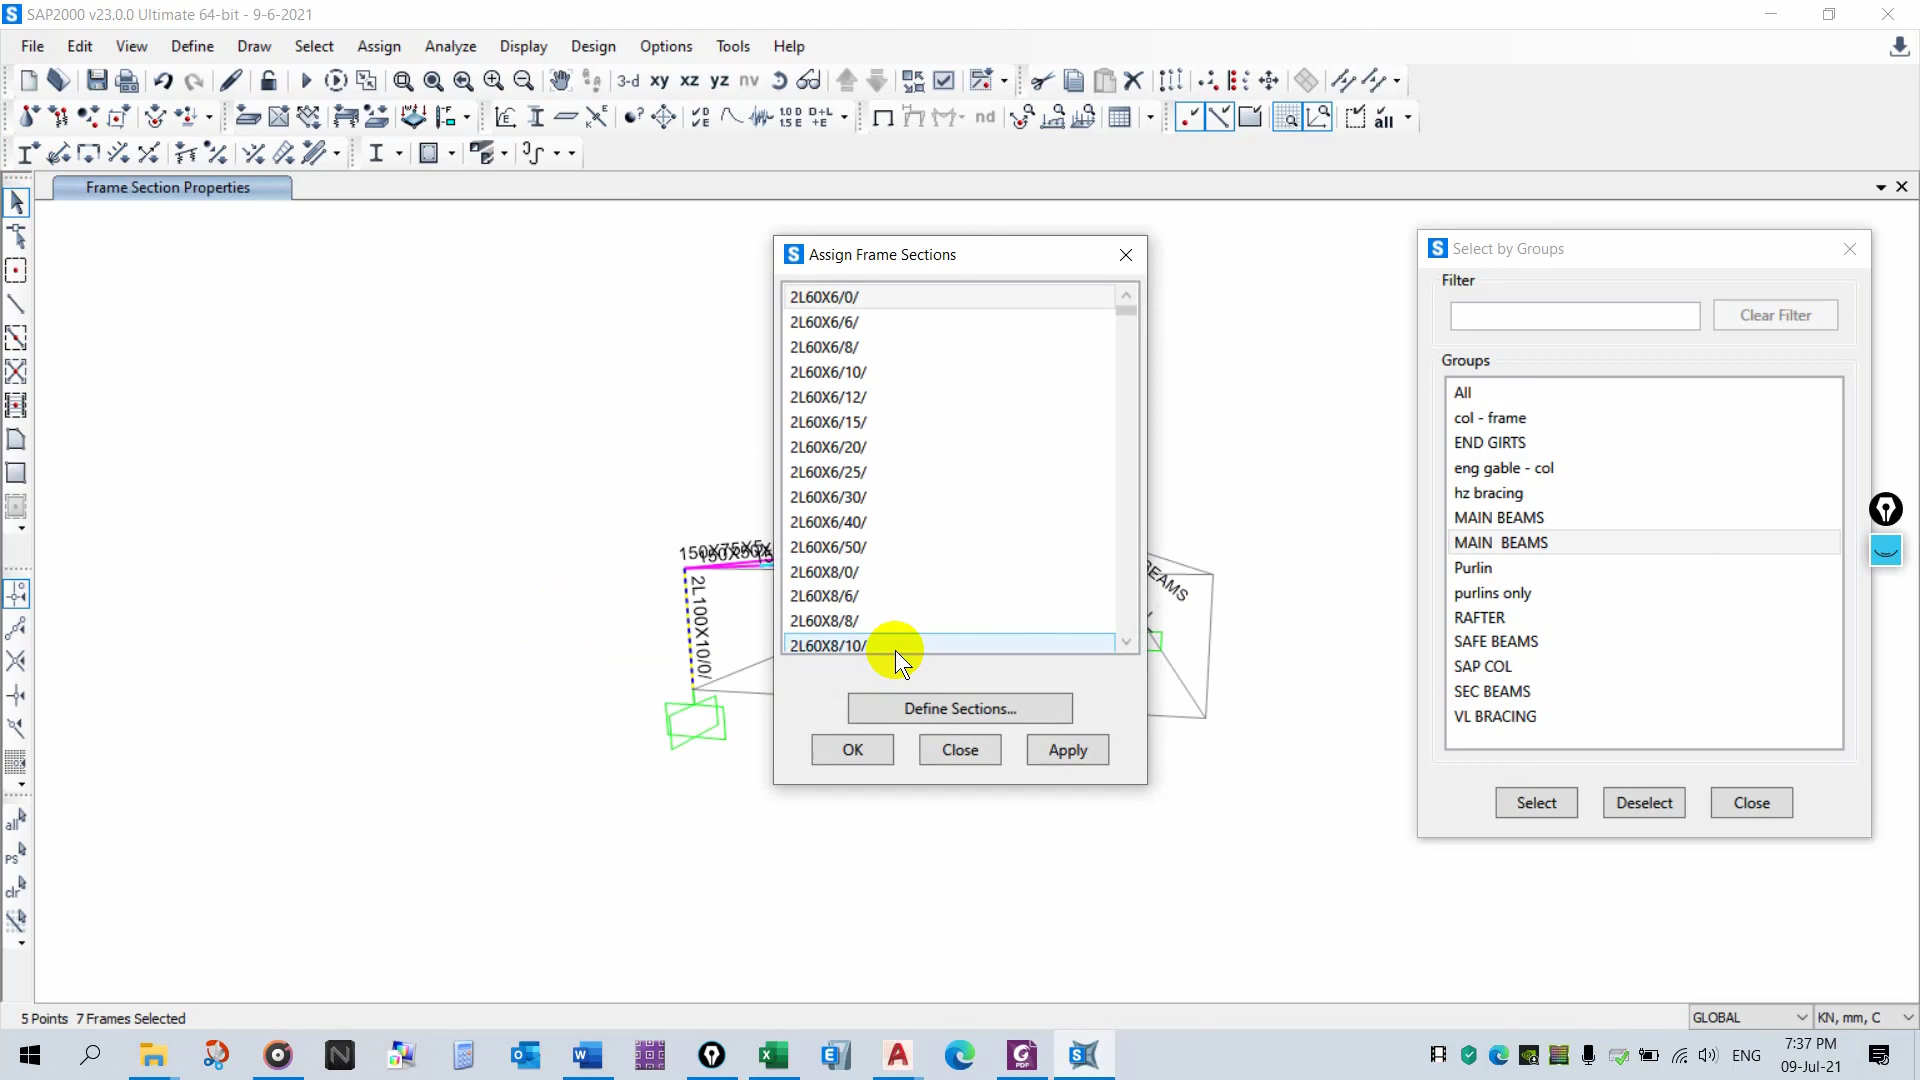 SAP2000 v23.0.0 Ultimate 64-bit - 9-6-2021
File Edit View Define Draw Select Assign Analyze Display Design Options Tools Help
3-d xy xz yz nv
nd
all
Frame Section Properties
Assign Frame Sections
2L60X6/0/
2L60X6/6/
2L60X6/8/
2L60X6/10/
2L60X6/12/
2L60X6/15/
2L60X6/20/
2L60X6/25/
2L60X6/30/
2L60X6/40/
2L60X6/50/
2L60X8/0/
2L60X8/6/
2L60X8/8/
2L60X8/10/
Define Sections...
OK Close Apply
Select by Groups
Filter
Clear Filter
Groups
All
col - frame
END GIRTS
eng gable - col
hz bracing
MAIN BEAMS
MAIN  BEAMS
Purlin
purlins only
RAFTER
SAFE BEAMS
SAP COL
SEC BEAMS
VL BRACING
Select Deselect Close
2L100X10/0/
BEAMS
all
PS
clr
5 Points 7 Frames Selected
GLOBAL
KN, mm, C
ENG
7:37 PM
09-Jul-21